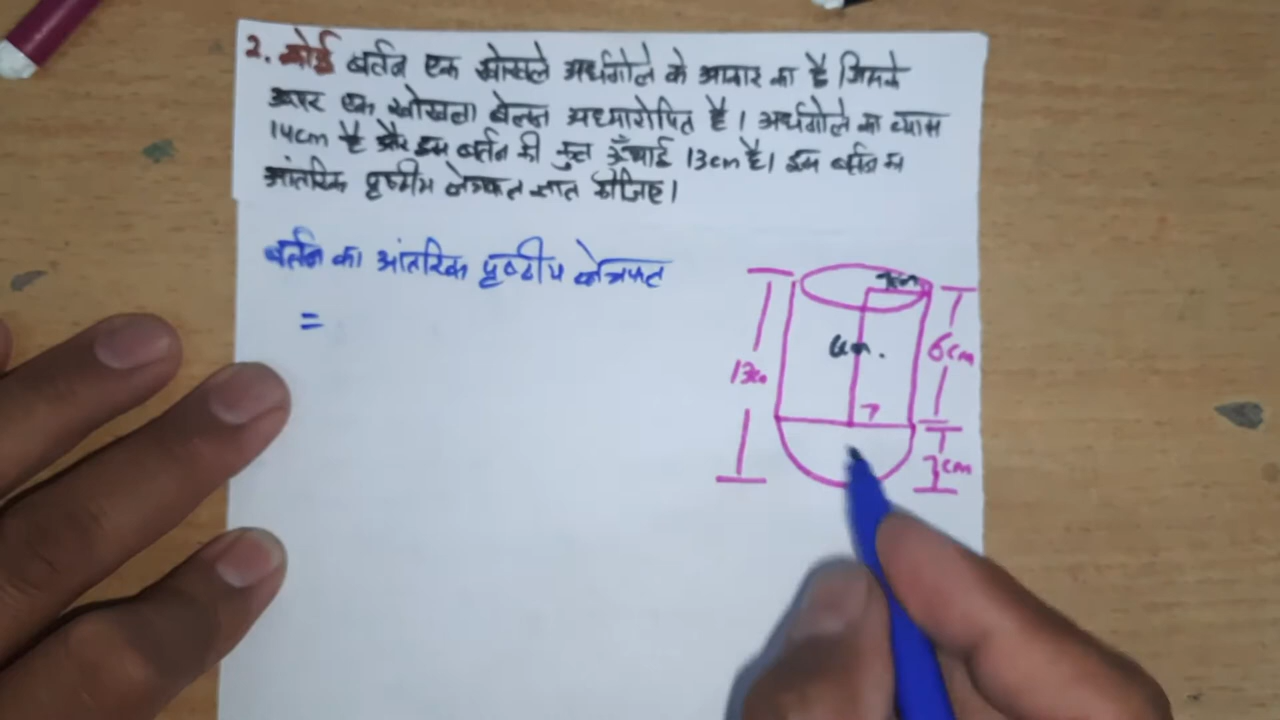 2. कोई बर्तन एक खोखले अर्धगोले के आकार का है जिसके
ऊपर एक खोखला बेलन अध्यारोपित है। अर्धगोले का व्यास
14cm है और इस बर्तन की कुल ऊँचाई 13cm है। इस बर्तन का
आंतरिक पृष्ठीय क्षेत्रफल ज्ञात कीजिए।
बर्तन का आंतरिक पृष्ठीय क्षेत्रफल
=
7cm
13cm
6cm
7
7cm